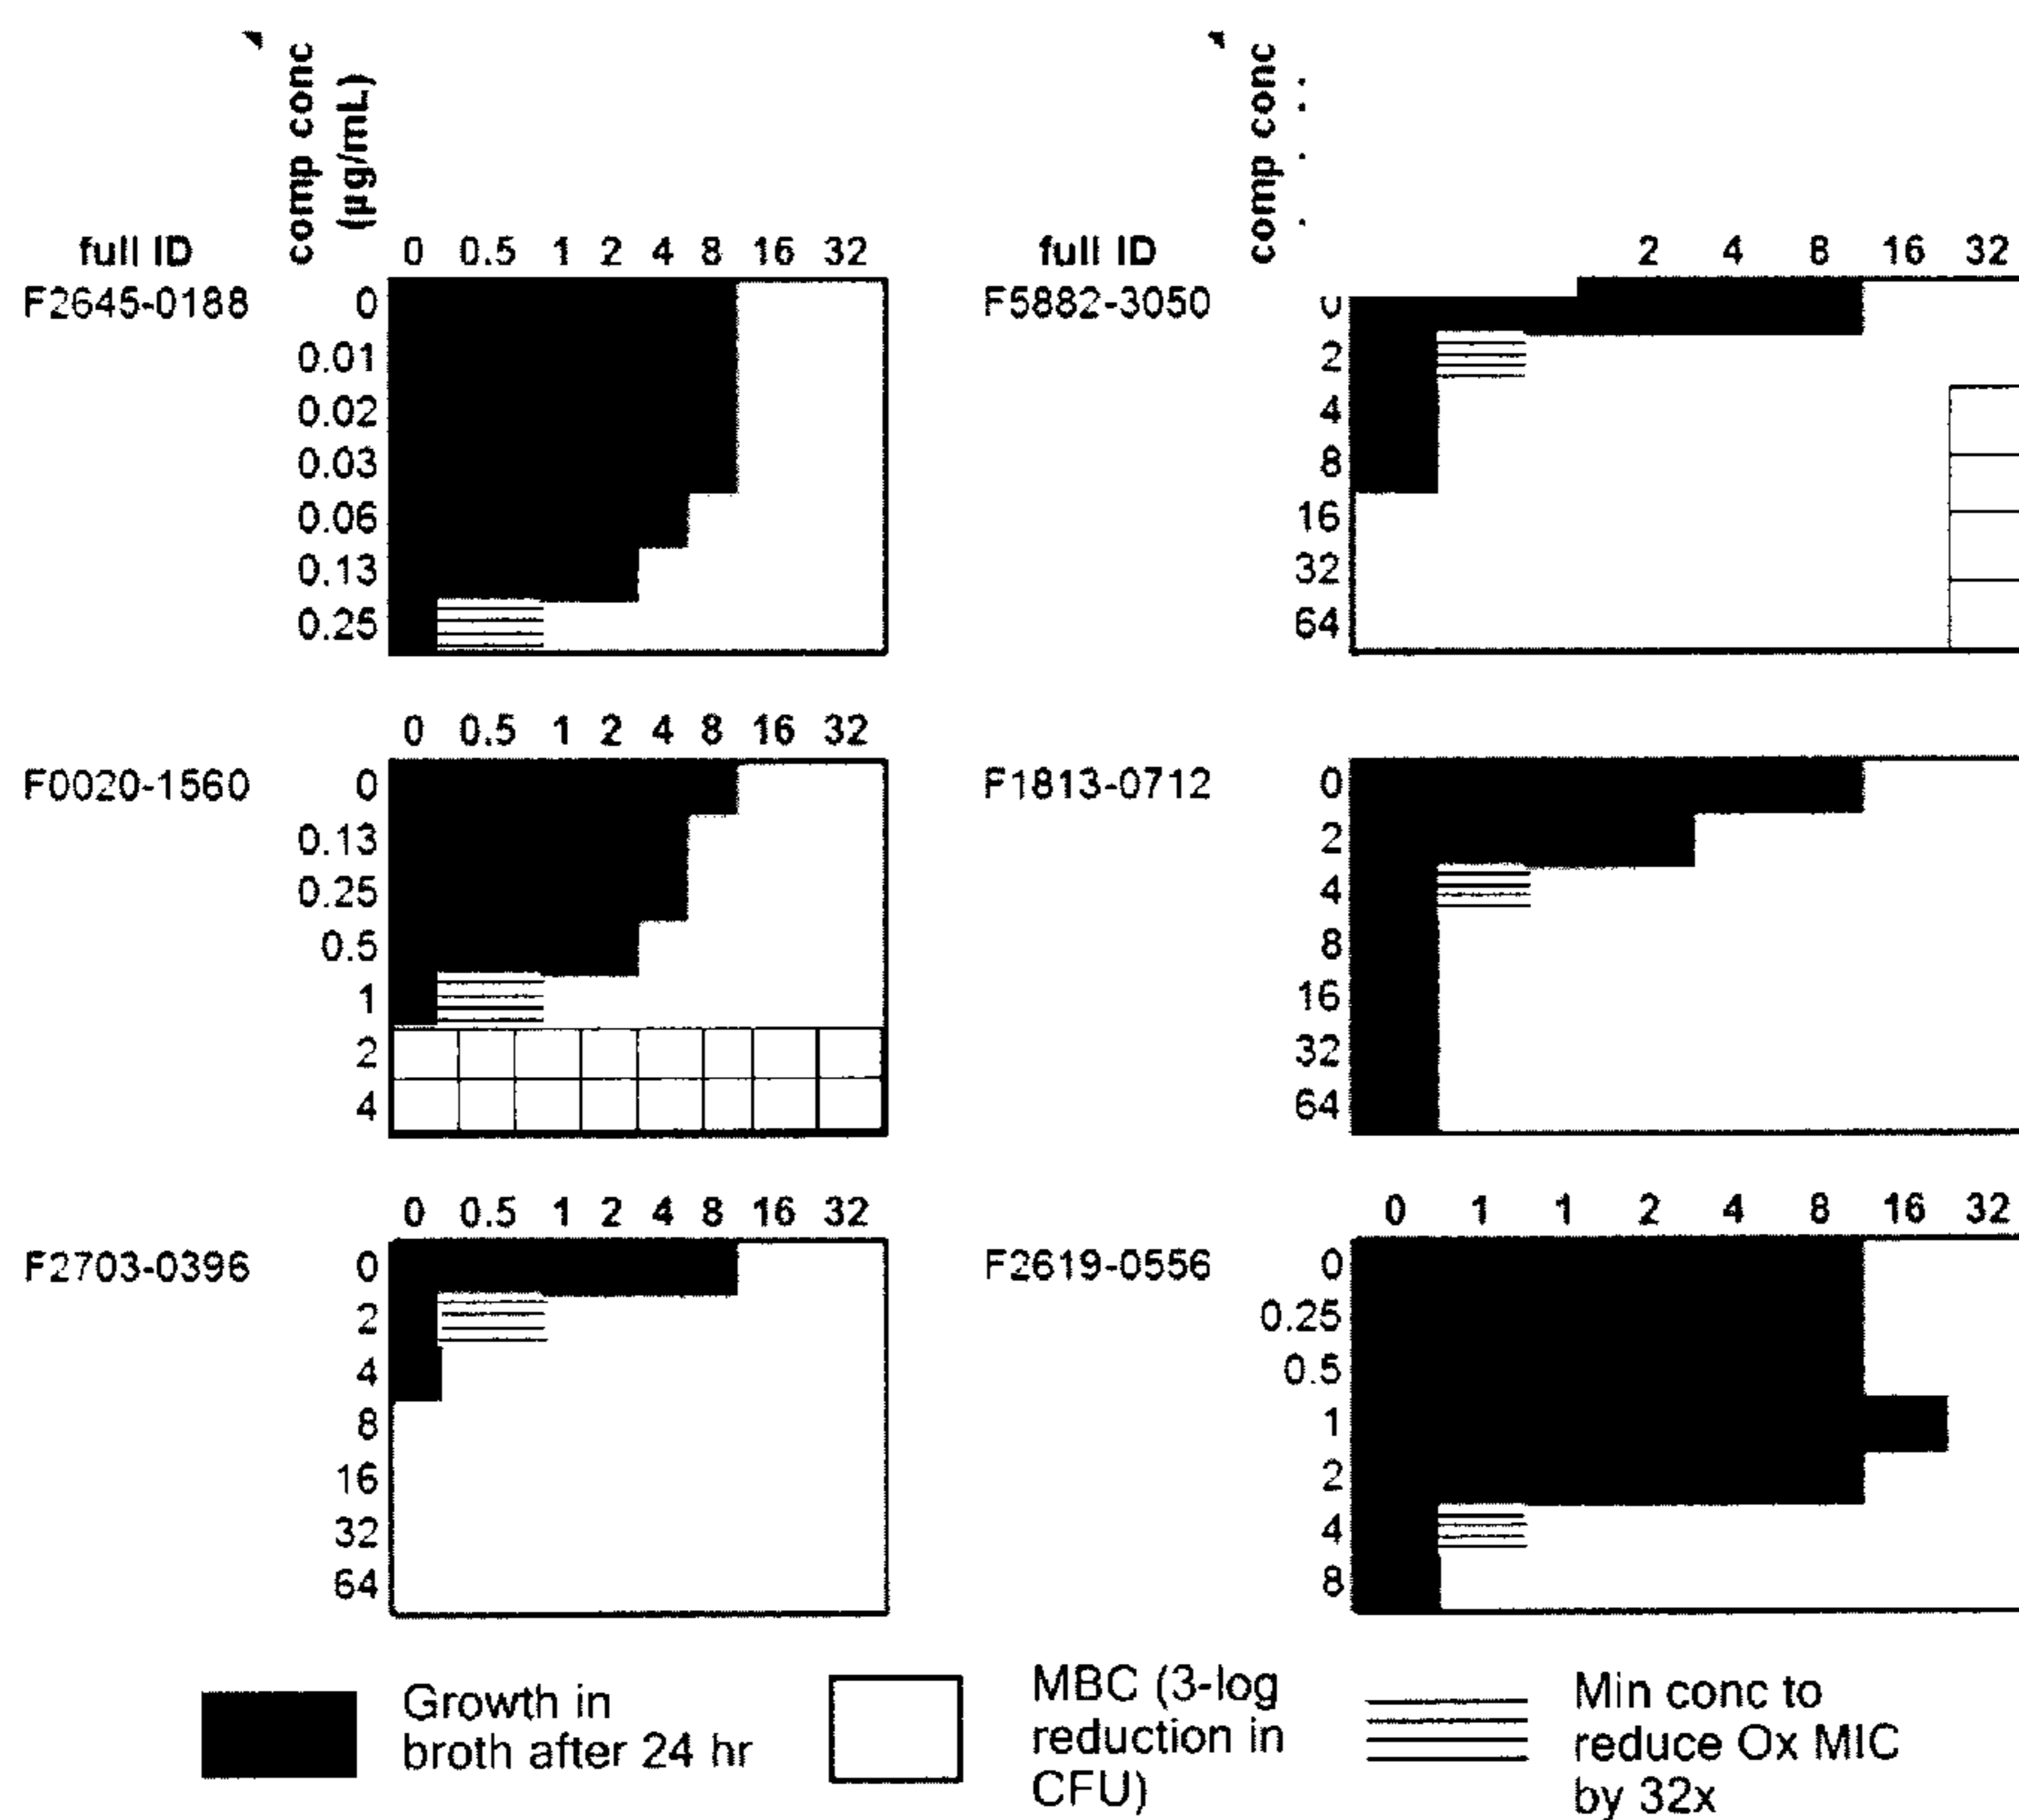 comp conc
(µg/mL)
full ID 0 0.5 1 2 4 8 16 32
F2645-0188 0
0.01
0.02
0.03
0.06
0.13
0.25
comp conc
full ID 2 4 8 16 32
F5882-3050
2
4
8
16
32
64
0 0.5 1 2 4 8 16 32
F0020-1560 0
0.13
0.25
0.5
1
2
4
F1813-0712 0
2
4
8
16
32
64
0 0.5 1 2 4 8 16 32
F2703-0396 0
2
4
8
16
32
64
0 1 1 2 4 8 16 32
F2619-0556 0
0.25
0.5
1
2
4
8
Growth in
broth after 24 hr
MBC (3-log
reduction in
CFU)
Min conc to
reduce Ox MIC
by 32x